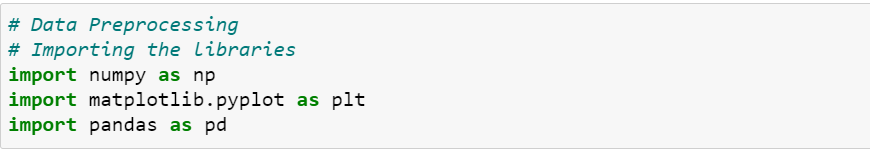 # Data Preprocessing
# Importing the libraries
import numpy as np
import matplotlib.pyplot as plt
import pandas as pd